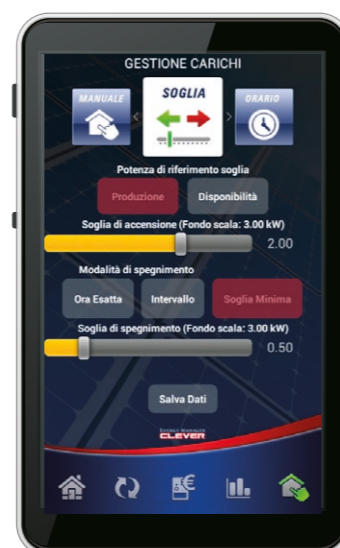 GESTIONE CARICHI
MANUALE SOGLIA ORARIO
Potenza di riferimento soglia
Produzione Disponibilità
Soglia di accensione (Fondo scala: 3.00 kW)
2.00
Modalità di spegnimento
Ora Esatta Intervallo Soglia Minima
Soglia di spegnimento (Fondo scala: 3.00 kW)
0.50
Salva Dati
ENERGY MANAGER
CLEVER